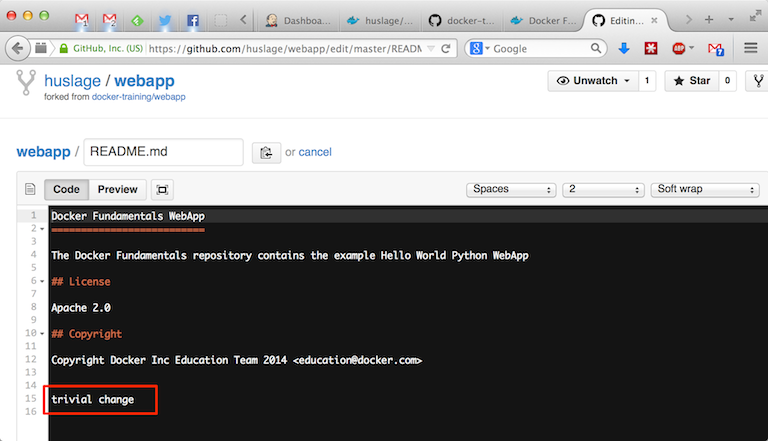 Dashboa...
huslage/...
docker-t...
Docker F...
Editin...
GitHub, Inc. (US)
https://github.com/huslage/webapp/edit/master/READM
Google
huslage / webapp
forked from docker-training/webapp
Unwatch
1
Star
0
webapp / README.md or cancel
Code
Preview
Spaces
2
Soft wrap
1 Docker Fundamentals WebApp
2 ==========================
3
4 The Docker Fundamentals repository contains the example Hello World Python WebApp
5
6 ## License
7
8 Apache 2.0
9
10 ## Copyright
11
12 Copyright Docker Inc Education Team 2014 <education@docker.com>
13
14
15 trivial change
16